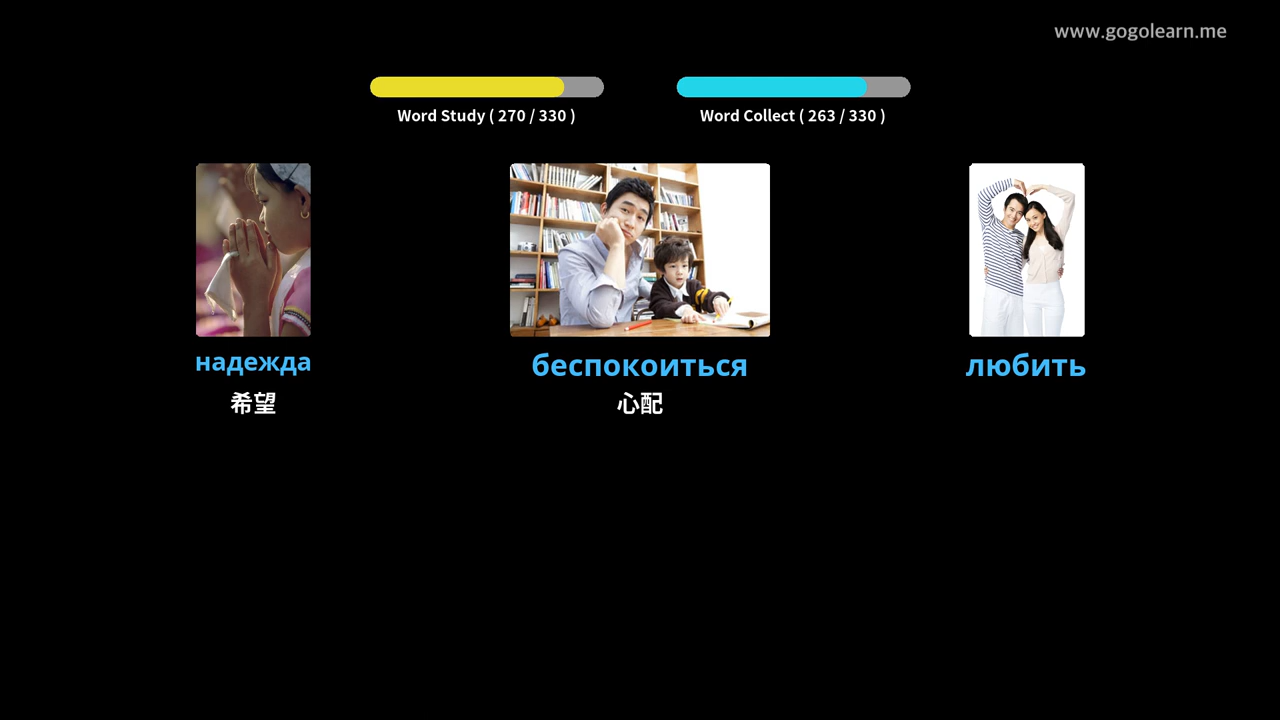 www.gogolearn.me
Word Study ( 270 / 330 )
Word Collect ( 263 / 330 )
надежда
беспокоиться
любить
希望
心配